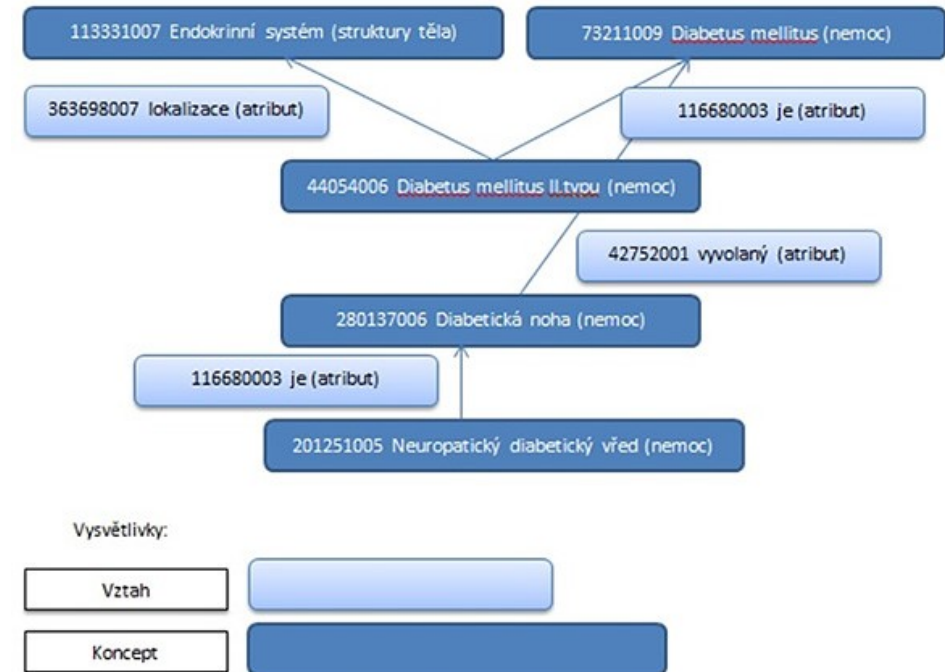 113331007 Endokrinní systém (struktury těla)
73211009 Diabetus mellitus (nemoc)
363698007 lokalizace (atribut)
116680003 je (atribut)
44054006 Diabetus mellitus II.tvpu (nemoc)
42752001 vyvolaný (atribut)
280137006 Diabetická noha (nemoc)
116680003 je (atribut)
201251005 Neuropatický diabetický vřed (nemoc)
Vysvětlivky:
Vztah
Koncept